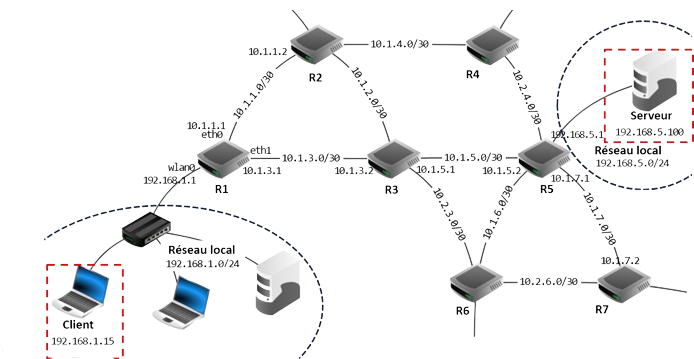 10.1.1.2
R2
10.1.4.0/30
R4
10.1.1.0/30
10.1.2.0/30
10.2.4.0/30
Serveur
192.168.5.100
10.1.1.1
eth0
192.168.5.1
Réseau local
192.168.5.0/24
eth1
wlan0
192.168.1.1
R1
10.1.3.1
10.1.3.0/30
10.1.3.2
R3
10.1.5.0/30
10.1.5.1
10.1.5.2
R5
10.1.7.1
10.2.3.0/30
10.1.6.0/30
10.1.7.0/30
Réseau local
192.168.1.0/24
10.1.7.2
R6
10.2.6.0/30
R7
Client
192.168.1.15